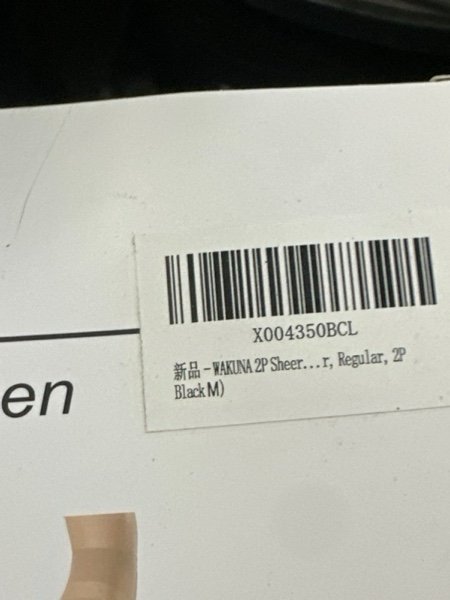 X004350BCL
新品 - WAKUNA 2P Sheer...r, Regular, 2P
Black M)
en